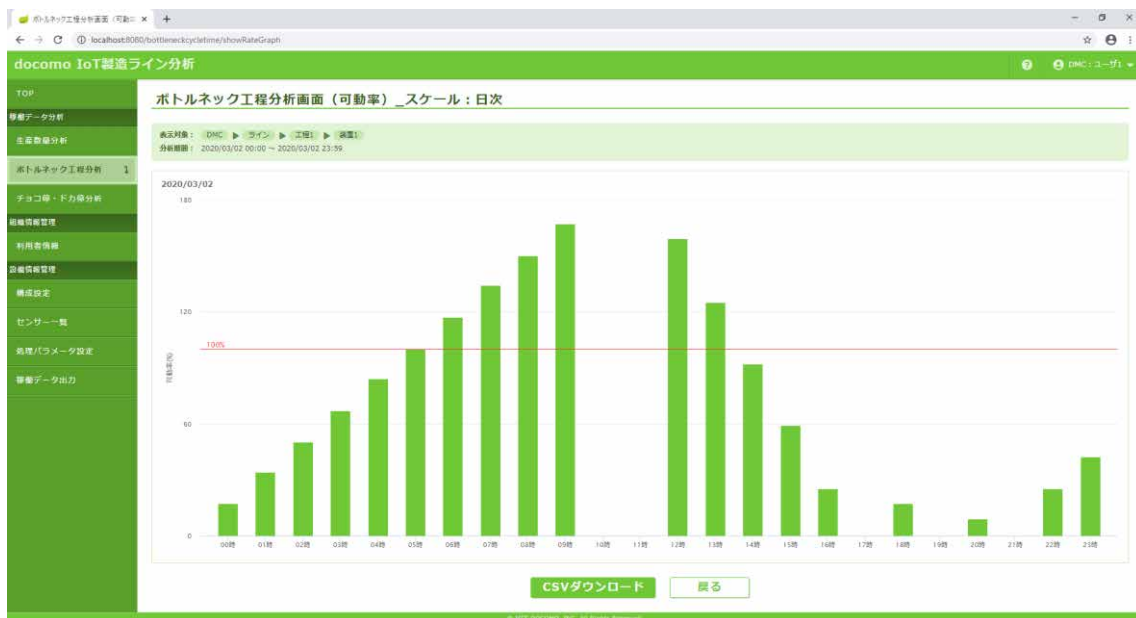 ボトルネック工程分析画面（可動率
localhost:8080/bottleneckcycletime/showRateGraph
docomo IoT製造ライン分析
DMC：ユーザ1
TOP
稼働データ分析
生産数量分析
ボトルネック工程分析 1
チョコ停・ドカ停分析
組織情報管理
利用者情報
設備情報管理
構成設定
センサー一覧
処理パラメータ設定
稼働データ出力
ボトルネック工程分析画面（可動率）_スケール：日次
表示対象： DMC ▶ ライン ▶ 工程1 ▶ 装置1
分析期間： 2020/03/02 00:00 ～ 2020/03/02 23:59
2020/03/02
180
120
100%
可動率(%)
60
0
00時 01時 02時 03時 04時 05時 06時 07時 08時 09時 10時 11時 12時 13時 14時 15時 16時 17時 18時 19時 20時 21時 22時 23時
CSVダウンロード 戻る